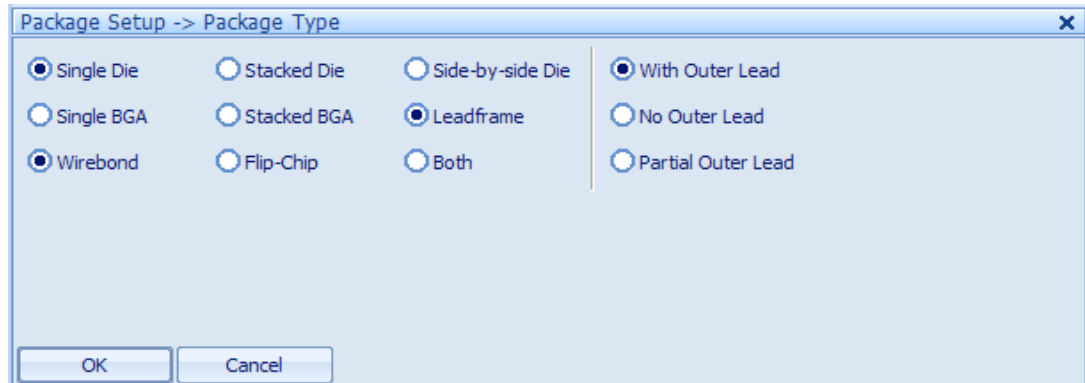 Package Setup -> Package Type
Single Die Stacked Die Side-by-side Die With Outer Lead
Single BGA Stacked BGA Leadframe No Outer Lead
Wirebond Flip-Chip Both Partial Outer Lead
OK Cancel